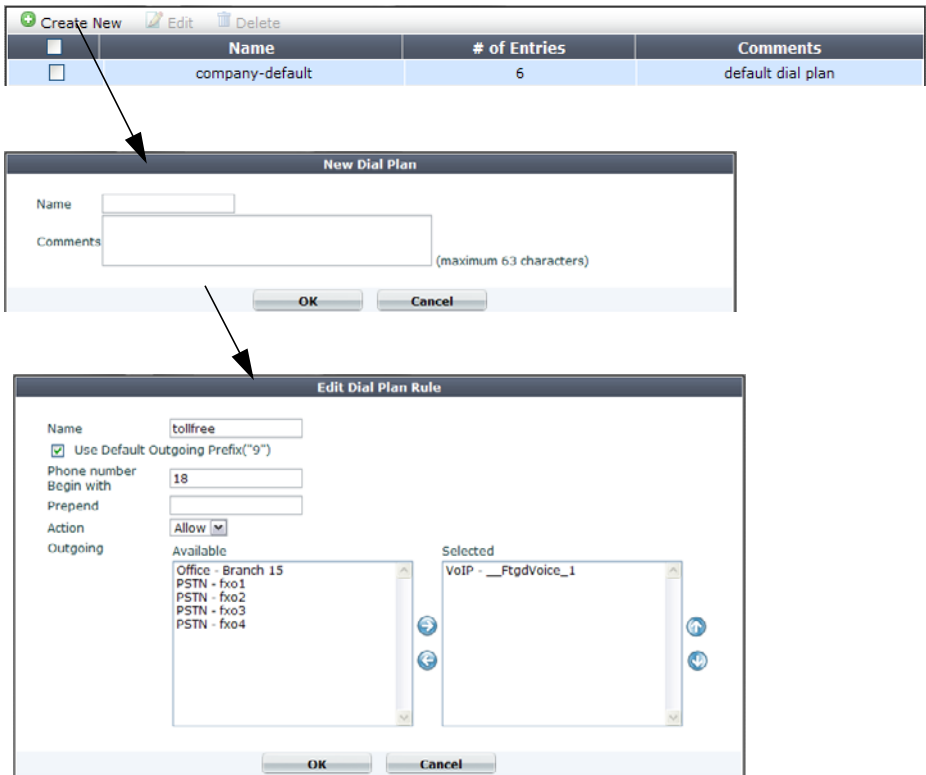 Create New Edit Delete
Name # of Entries Comments
company-default 6 default dial plan
New Dial Plan
Name
Comments
(maximum 63 characters)
OK Cancel
Edit Dial Plan Rule
Name tollfree
Use Default Outgoing Prefix("9")
Phone number
Begin with 18
Prepend
Action Allow
Outgoing Available Selected
Office - Branch 15 VoIP - __FtgdVoice_1
PSTN - fxo1
PSTN - fxo2
PSTN - fxo3
PSTN - fxo4
OK Cancel